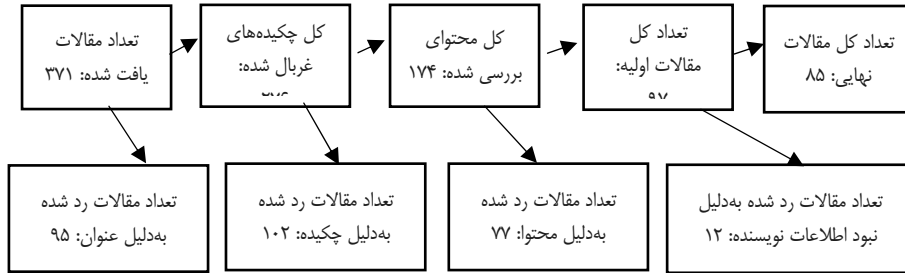 تعداد مقالات
یافت شده: ۳۷۱
کل چکیده‌های
غربال شده:
۲۷۶
کل محتوای
بررسی شده: ۱۷۴
تعداد کل
مقالات اولیه:
۹۷
تعداد کل مقالات
نهایی: ۸۵
تعداد مقالات رد شده
به‌دلیل عنوان: ۹۵
تعداد مقالات رد شده
به‌دلیل چکیده: ۱۰۲
تعداد مقالات رد شده
به‌دلیل محتوا: ۷۷
تعداد مقالات رد شده به‌دلیل
نبود اطلاعات نویسنده: ۱۲